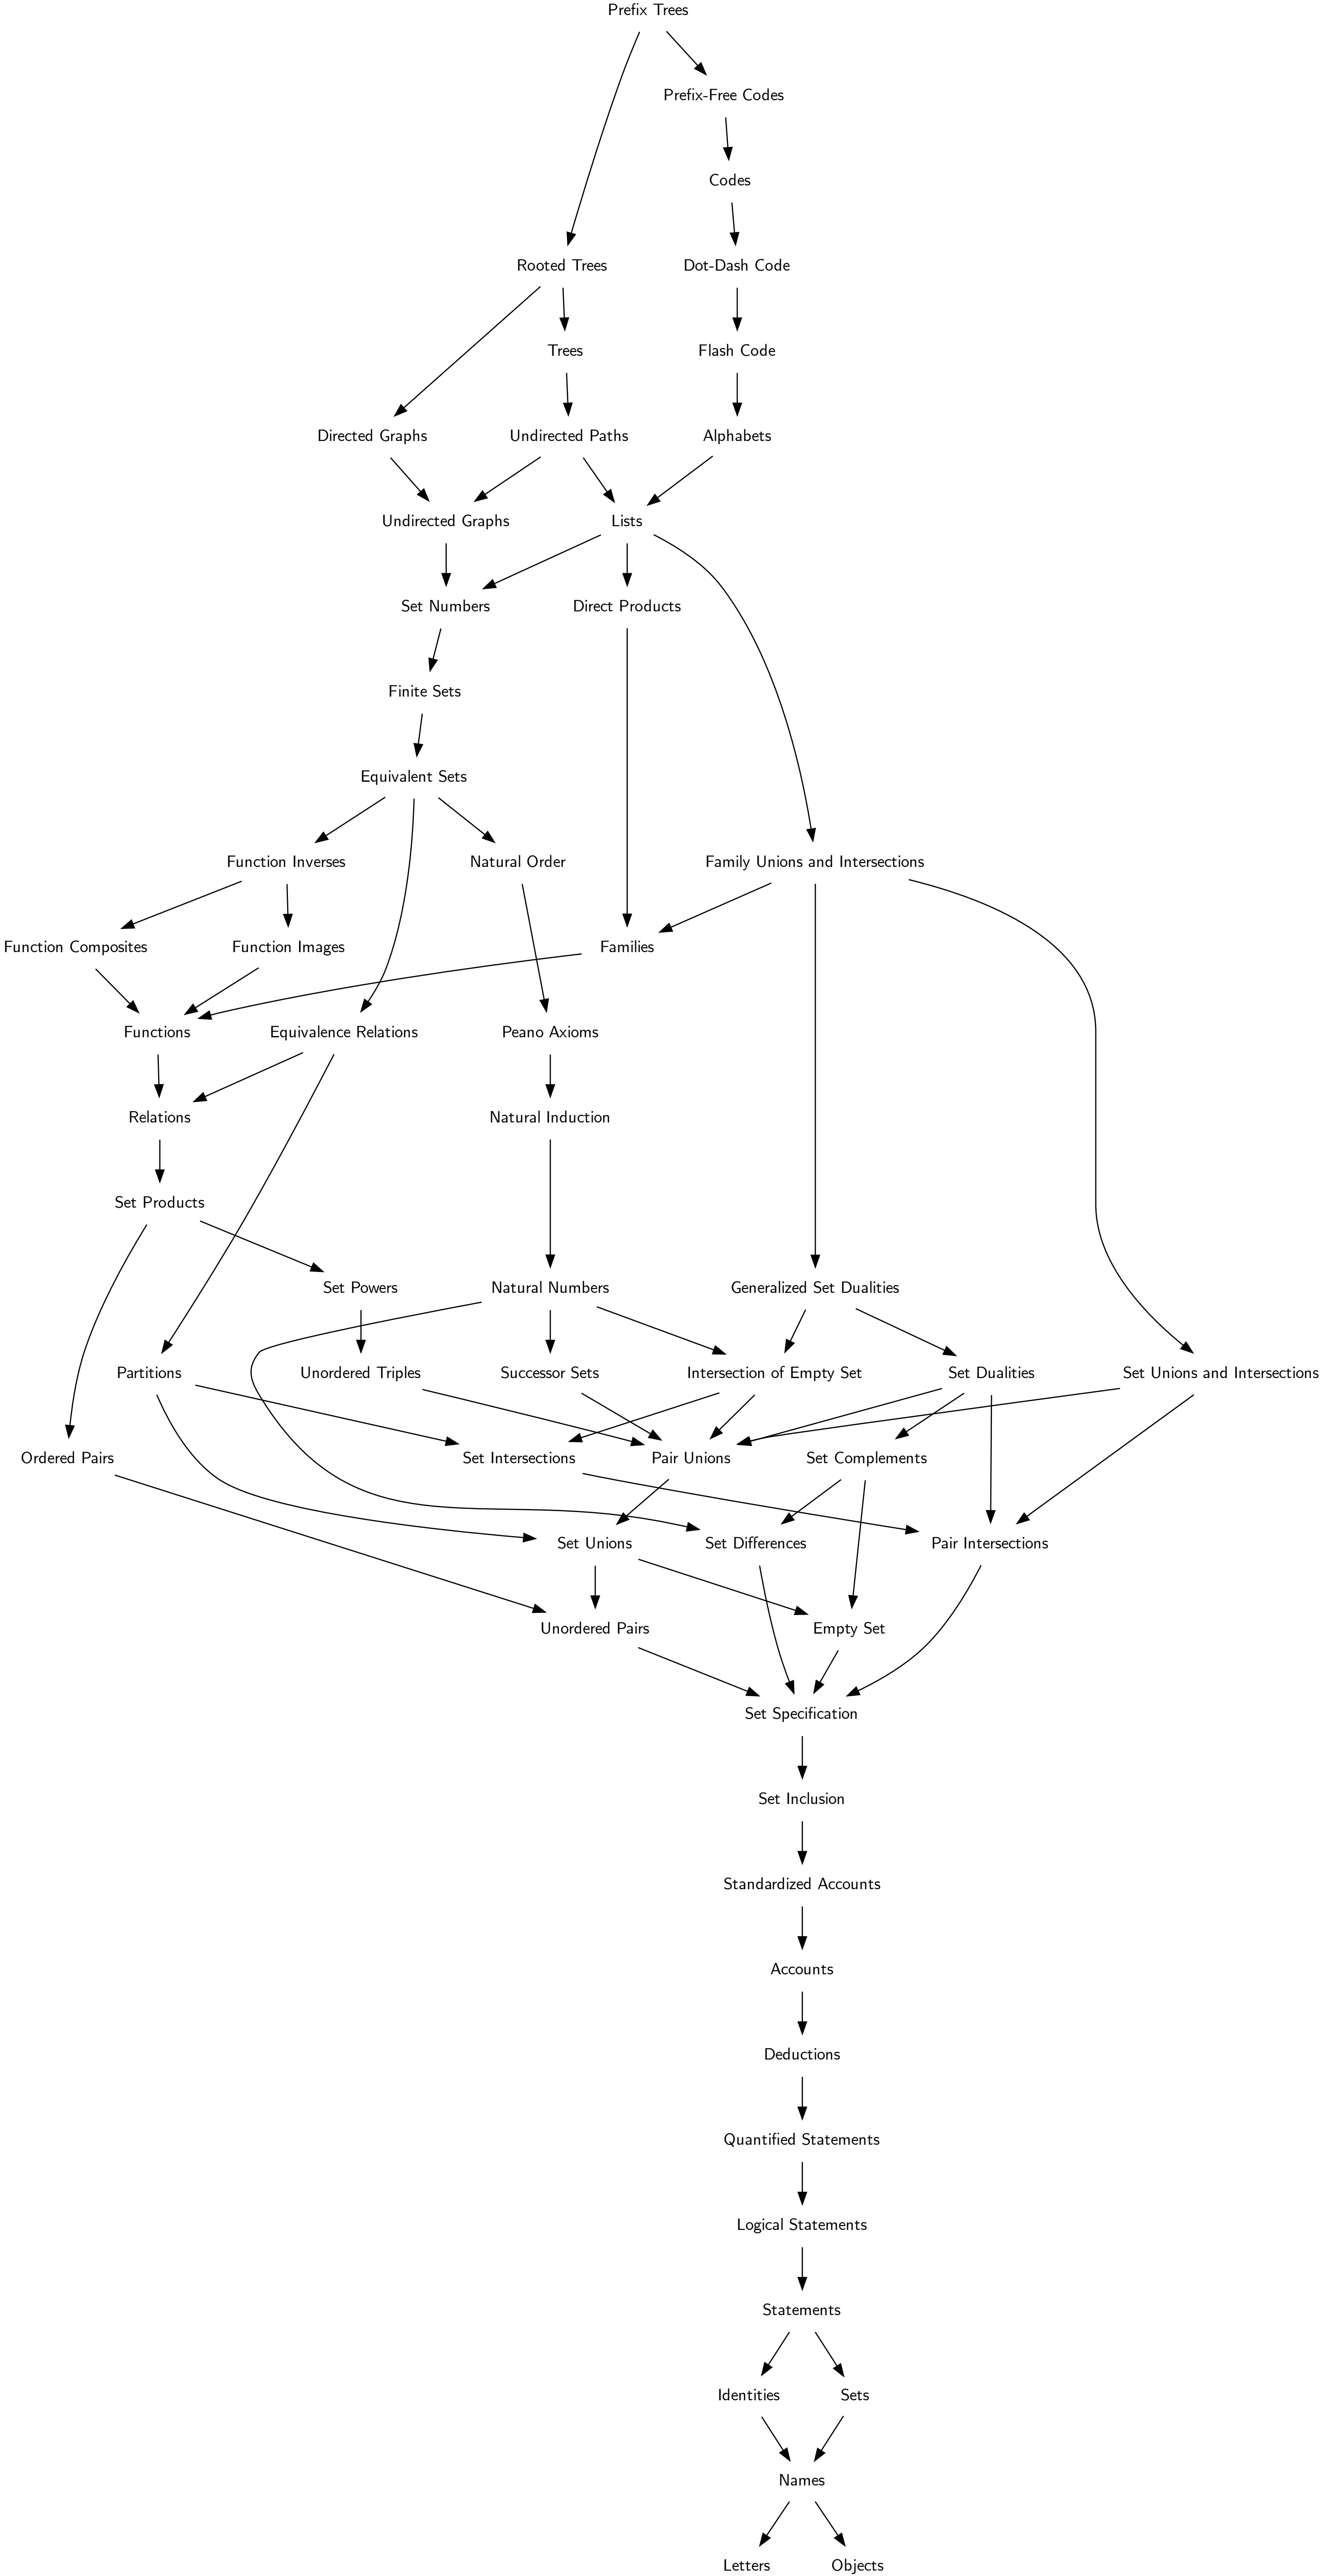 Prefix Trees
Prefix-Free Codes
Codes
Rooted Trees
Dot-Dash Code
Trees
Flash Code
Directed Graphs
Undirected Paths
Alphabets
Undirected Graphs
Lists
Set Numbers
Direct Products
Finite Sets
Equivalent Sets
Function Inverses
Natural Order
Family Unions and Intersections
Function Composites
Function Images
Families
Functions
Equivalence Relations
Peano Axioms
Relations
Natural Induction
Set Products
Set Powers
Natural Numbers
Generalized Set Dualities
Partitions
Unordered Triples
Successor Sets
Intersection of Empty Set
Set Dualities
Set Unions and Intersections
Ordered Pairs
Set Intersections
Pair Unions
Set Complements
Set Unions
Set Differences
Pair Intersections
Unordered Pairs
Empty Set
Set Specification
Set Inclusion
Standardized Accounts
Accounts
Deductions
Quantified Statements
Logical Statements
Statements
Identities
Sets
Names
Letters
Objects